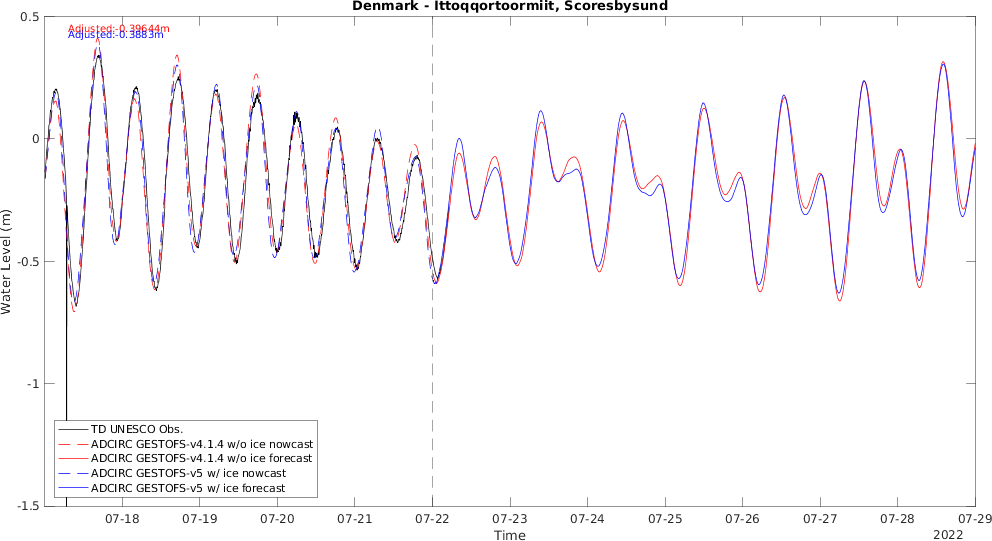 Denmark - Ittoqqortoormiit, Scoresbysund
Adjusted:-0.39644m
Adjusted:-0.3883m
0.5
0
-0.5
-1
-1.5
Water Level (m)
TD UNESCO Obs.
ADCIRC GESTOFS-v4.1.4 w/o ice nowcast
ADCIRC GESTOFS-v4.1.4 w/o ice forecast
ADCIRC GESTOFS-v5 w/ ice nowcast
ADCIRC GESTOFS-v5 w/ ice forecast
07-18 07-19 07-20 07-21 07-22 07-23 07-24 07-25 07-26 07-27 07-28 07-29
Time
2022